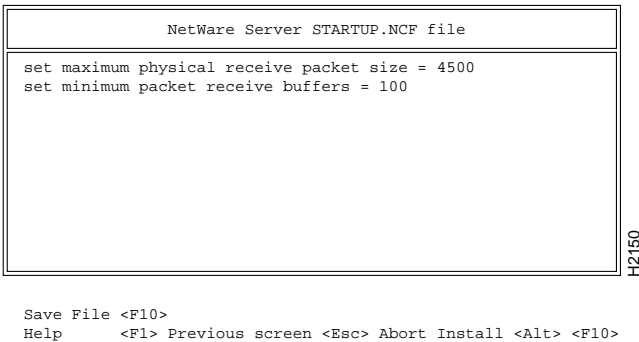 NetWare Server STARTUP.NCF file
set maximum physical receive packet size = 4500
set minimum packet receive buffers = 100
H2150
Save File <F10>
Help <F1> Previous screen <Esc> Abort Install <Alt> <F10>